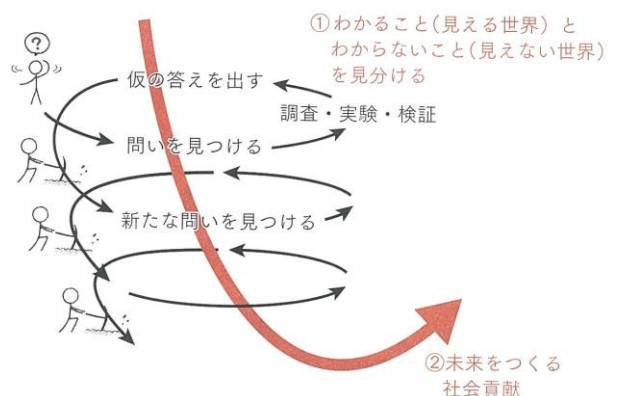 ①わかること(見える世界)と
わからないこと(見えない世界)
を見分ける
?
仮の答えを出す
調査・実験・検証
問いを見つける
新たな問いを見つける
②未来をつくる
社会貢献